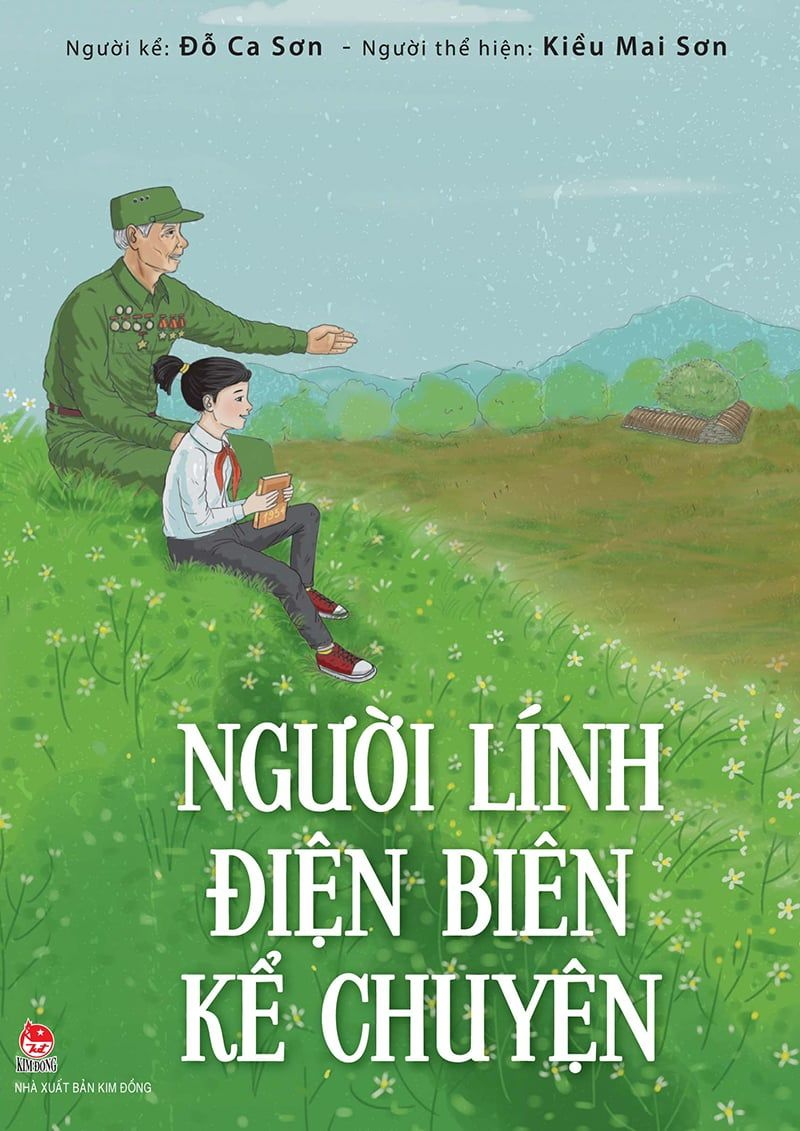 Người kể: Đỗ Ca Sơn - Người thể hiện: Kiều Mai Sơn
1954
NGƯỜI LÍNH
ĐIỆN BIÊN
KỂ CHUYỆN
KIM ĐỒNG
NHÀ XUẤT BẢN KIM ĐỒNG